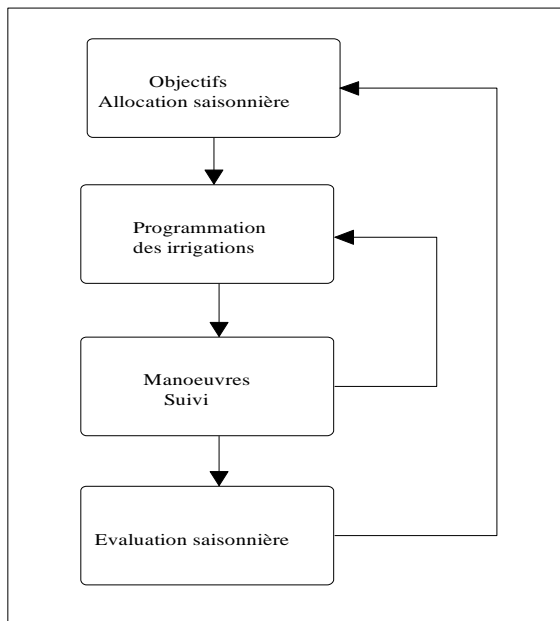 Objectifs
Allocation saisonnière
Programmation
des irrigations
Manoeuvres
Suivi
Evaluation saisonnière